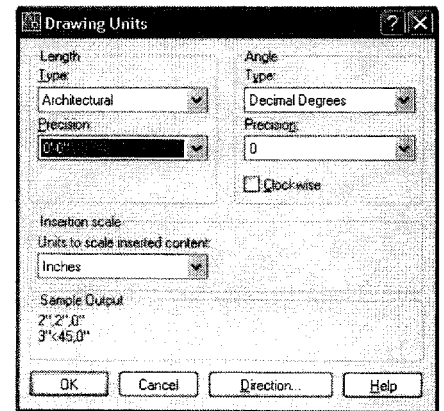 Drawing Units
Length
Type:
Architectural
Precision:
0'-0"
Angle
Type:
Decimal Degrees
Precision:
0
Clockwise
Insertion scale
Units to scale inserted content:
Inches
Sample Output
2",2",0"
3"<45,0"
OK
Cancel
Direction...
Help